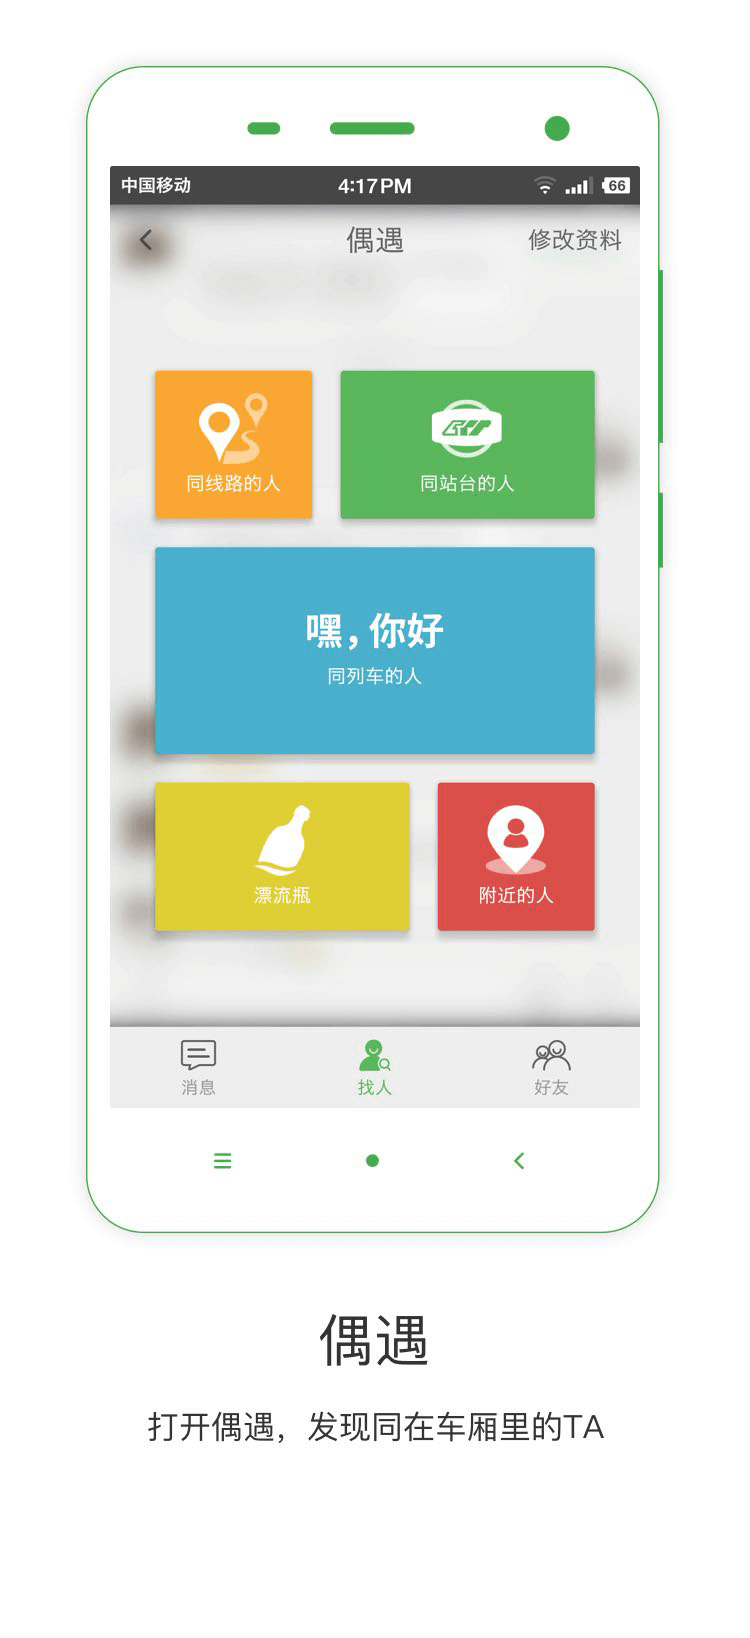 中国移动 4:17PM 66
偶遇 修改资料
同线路的人 同站台的人
嘿，你好
同列车的人
漂流瓶 附近的人
消息 找人 好友
偶遇
打开偶遇，发现同在车厢里的TA